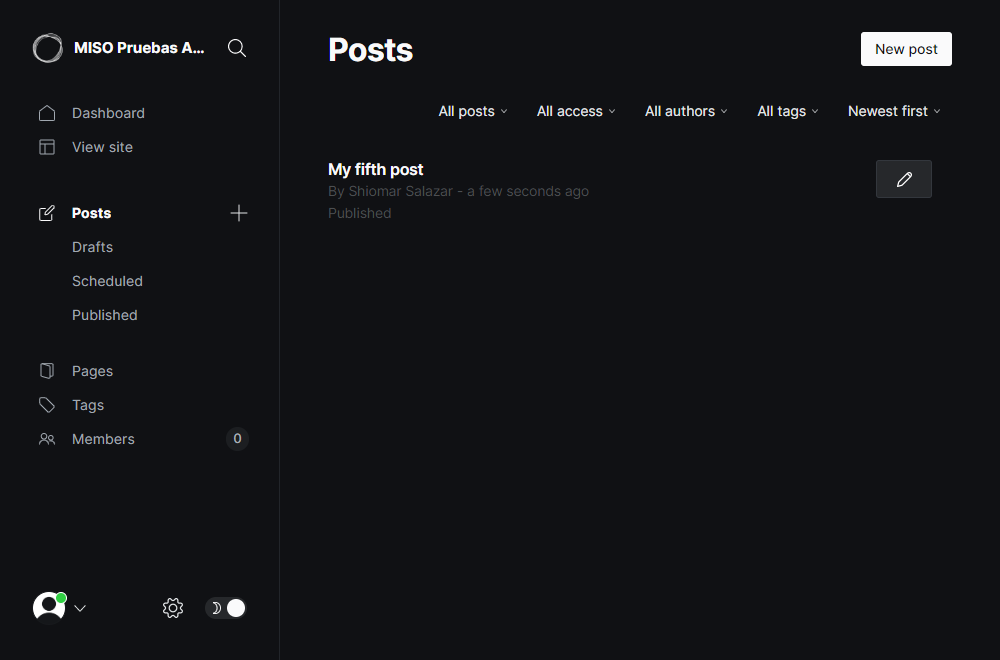 MISO Pruebas A...
Dashboard
View site
Posts
Drafts
Scheduled
Published
Pages
Tags
Members 0
Posts
New post
All posts All access All authors All tags Newest first
My fifth post
By Shiomar Salazar - a few seconds ago
Published